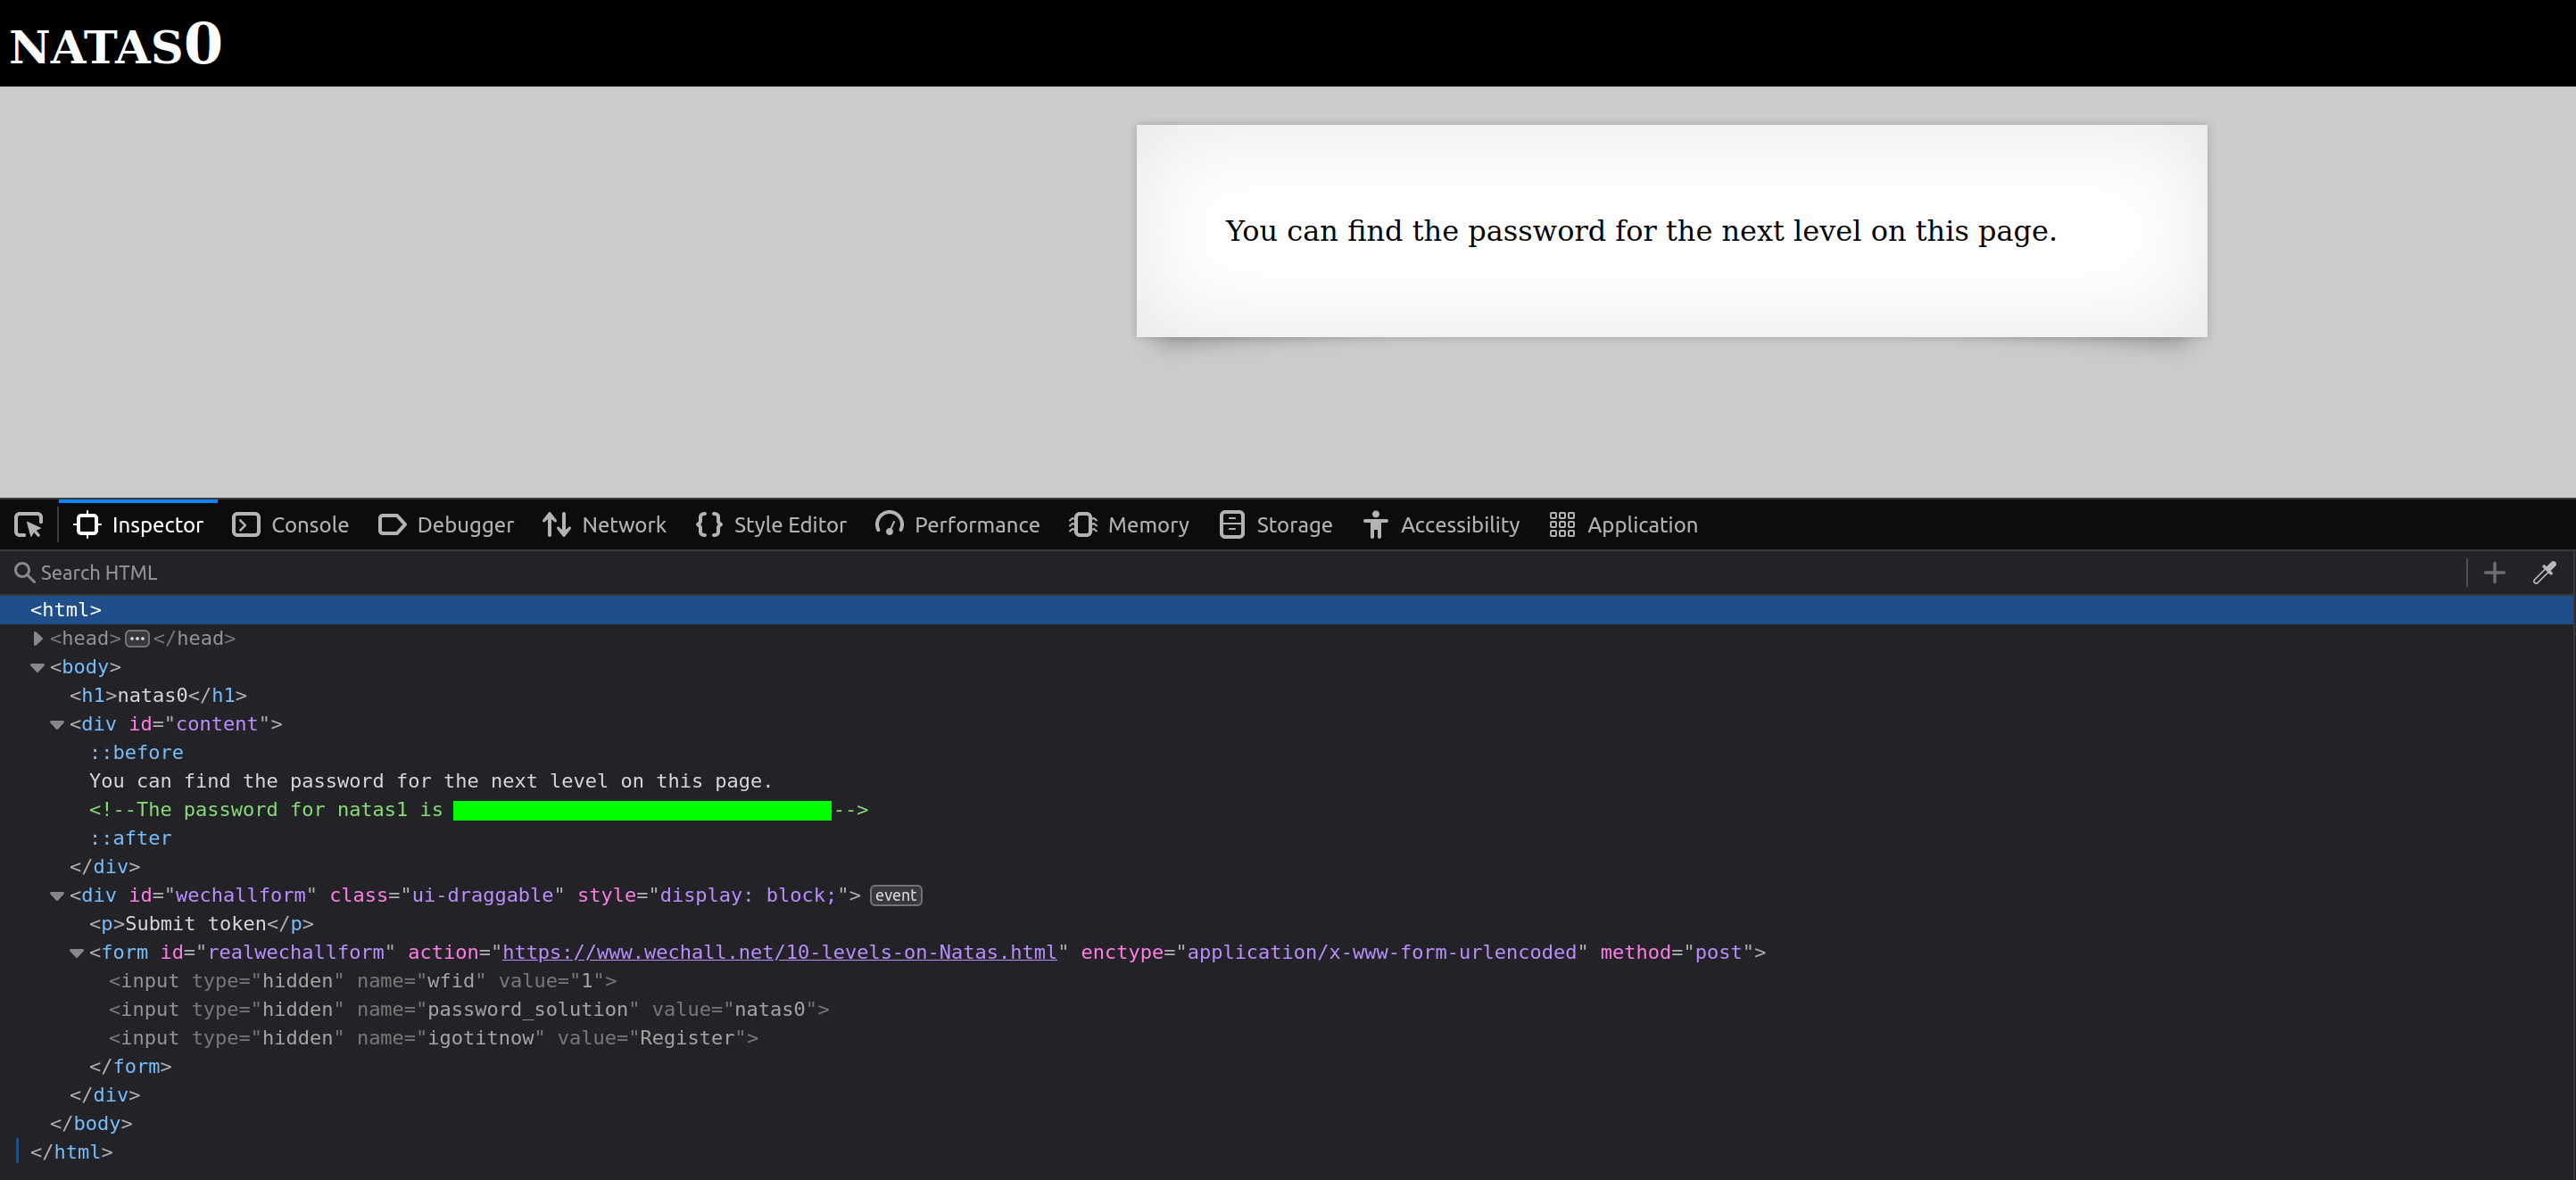 NATAS0
You can find the password for the next level on this page.
Inspector Console Debugger Network Style Editor Performance Memory Storage Accessibility Application
Search HTML
<html>
<head></head>
<body>
<h1>natas0</h1>
<div id="content">
::before
You can find the password for the next level on this page.
<!--The password for natas1 is -->
::after
</div>
<div id="wechallform" class="ui-draggable" style="display: block;"> event
<p>Submit token</p>
<form id="realwechallform" action="https://www.wechall.net/10-levels-on-Natas.html" enctype="application/x-www-form-urlencoded" method="post">
<input type="hidden" name="wfid" value="1">
<input type="hidden" name="password_solution" value="natas0">
<input type="hidden" name="igotitnow" value="Register">
</form>
</div>
</body>
</html>